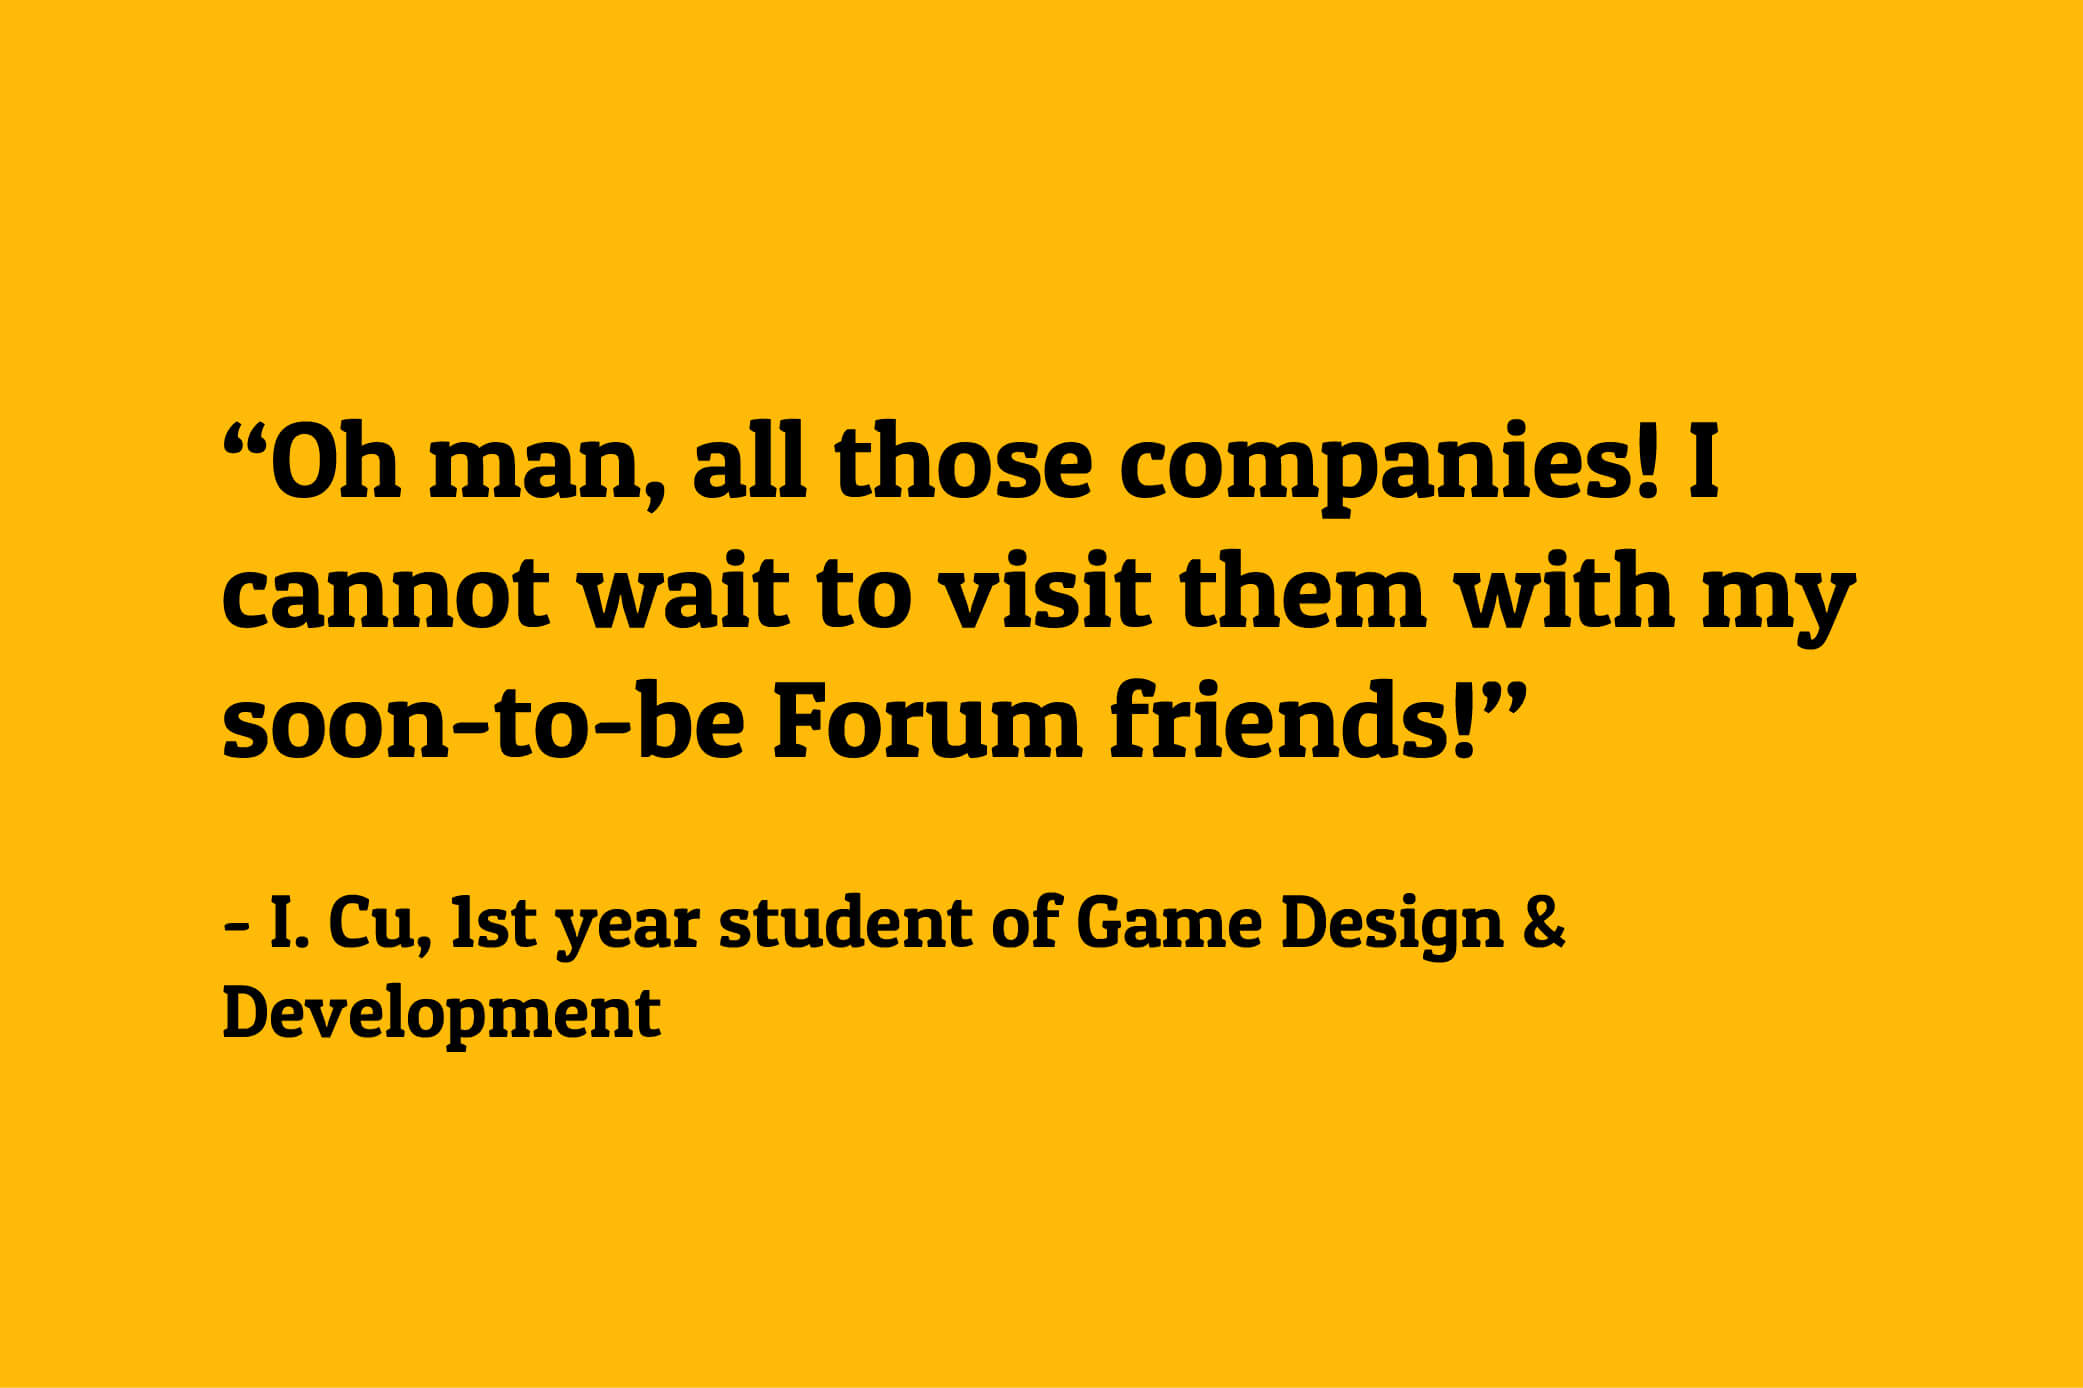 “Oh man, all those companies! I
cannot wait to visit them with my
soon-to-be Forum friends!”
- I. Cu, 1st year student of Game Design &
Development